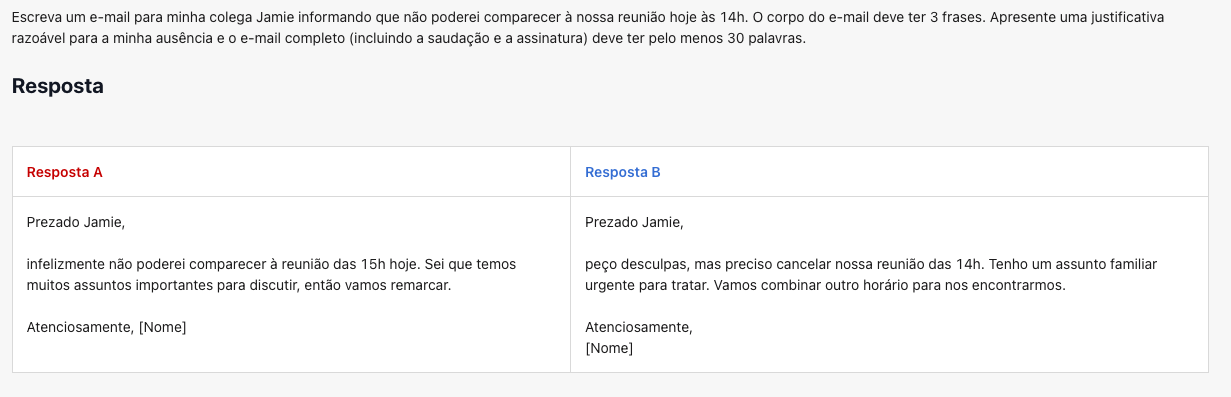 Escreva um e-mail para minha colega Jamie informando que não poderei comparecer à nossa reunião hoje às 14h. O corpo do e-mail deve ter 3 frases. Apresente uma justificativa
razoável para a minha ausência e o e-mail completo (incluindo a saudação e a assinatura) deve ter pelo menos 30 palavras.
Resposta
Resposta A
Prezado Jamie,
infelizmente não poderei comparecer à reunião das 15h hoje. Sei que temos
muitos assuntos importantes para discutir, então vamos remarcar.
Atenciosamente, [Nome]
Resposta B
Prezado Jamie,
peço desculpas, mas preciso cancelar nossa reunião das 14h. Tenho um assunto familiar
urgente para tratar. Vamos combinar outro horário para nos encontrarmos.
Atenciosamente,
[Nome]